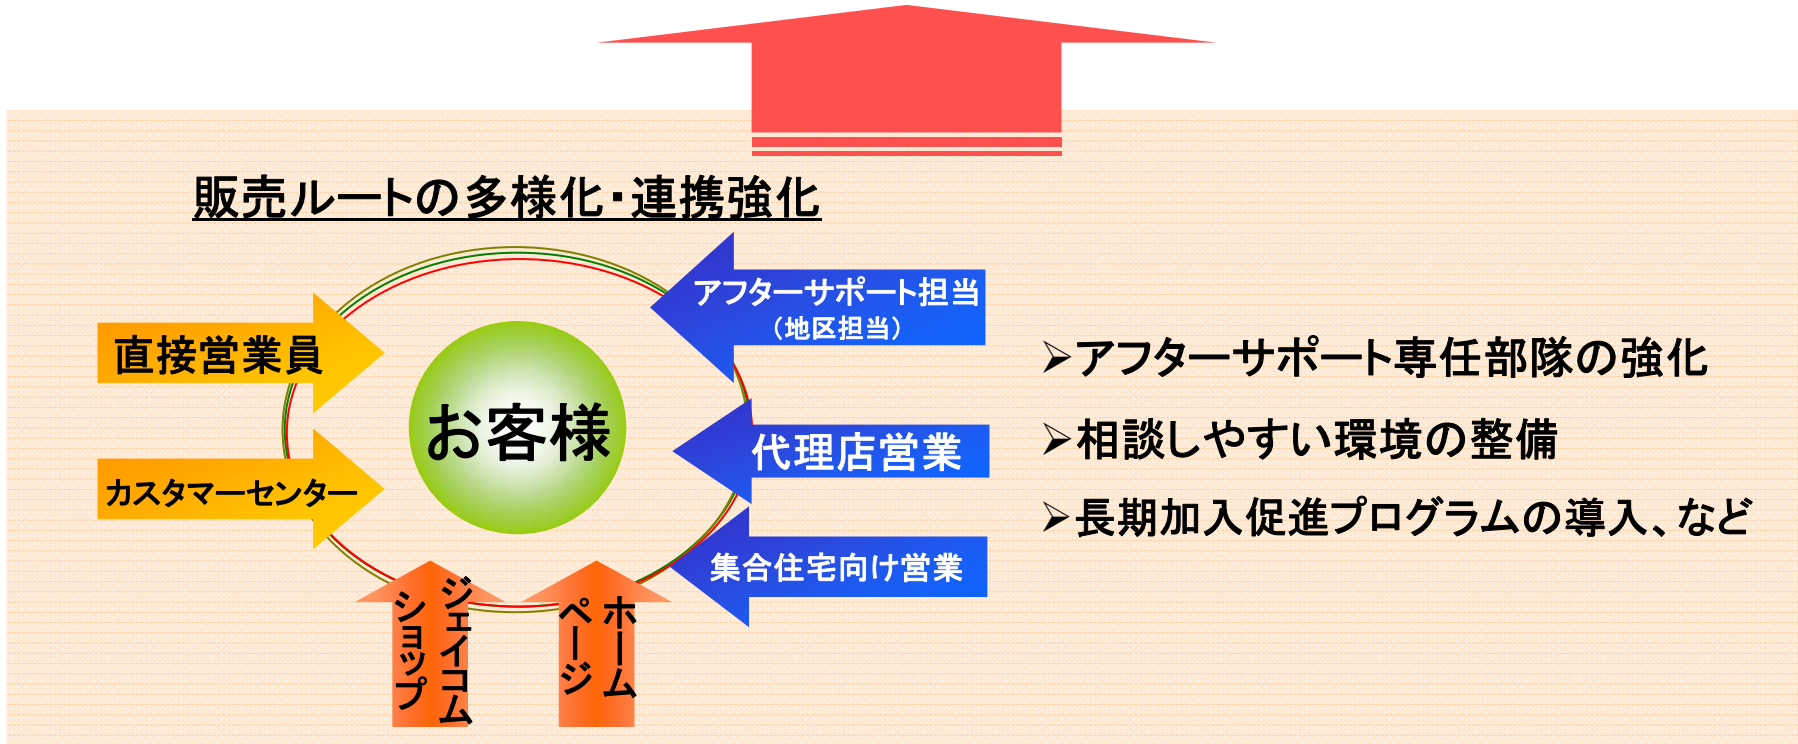 販売ルートの多様化・連携強化
アフターサポート担当
（地区担当）
直接営業員
お客様
代理店営業
カスタマーセンター
集合住宅向け営業
ジェイコム
ショップ
ホーム
ページ
➢アフターサポート専任部隊の強化
➢相談しやすい環境の整備
➢長期加入促進プログラムの導入、など